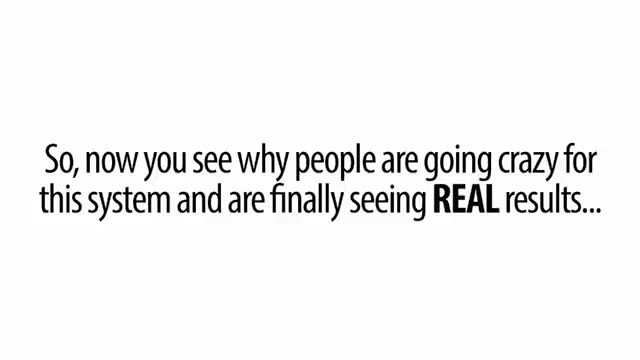 So, now you see why people are going crazy for
this system and are finally seeing REAL results...